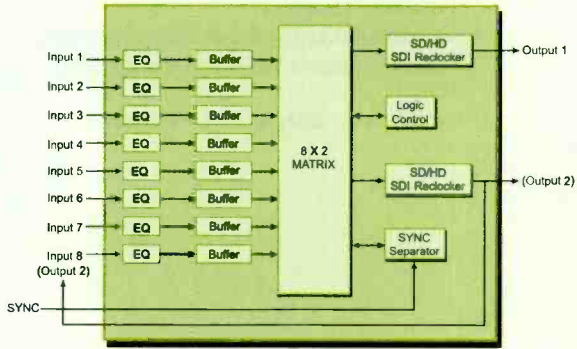 Input 1
EQ
Buffer
Input 2
EQ
Buffer
Input 3
EQ
Buffer
Input 4
EQ
Buffer
Input 5
EQ
Buffer
Input 6
EQ
Buffer
Input 7
EQ
Buffer
Input 8
(Output 2)
EQ
Buffer
SYNC
8 X 2
MATRIX
SD/HD
SDI Reclocker
Output 1
Logic
Control
SD/HD
SDI Reclocker
(Output 2)
SYNC
Separator